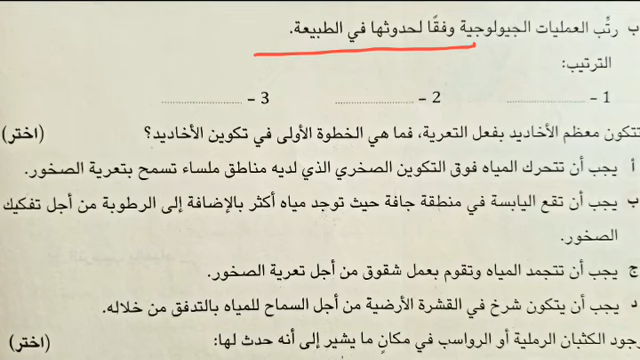 ب رتِّب العمليات الجيولوجية وفقًا لحدوثها في الطبيعة.
الترتيب:
1 – .................... 2 – .................... 3 – ....................
تتكون معظم الأخاديد بفعل التعرية، فما هي الخطوة الأولى في تكوين الأخاديد؟ (اختر)
أ يجب أن تتحرك المياه فوق التكوين الصخري الذي لديه مناطق ملساء تسمح بتعرية الصخور.
ب يجب أن تقع اليابسة في منطقة جافة حيث توجد مياه أكثر بالإضافة إلى الرطوبة من أجل تفكيك
الصخور.
ج يجب أن تتجمد المياه وتقوم بعمل شقوق من أجل تعرية الصخور.
د يجب أن يتكون شرخ في القشرة الأرضية من أجل السماح للمياه بالتدفق من خلاله.
وجود الكثبان الرملية أو الرواسب في مكانٍ ما يشير إلى أنه حدث لها: (اختر)